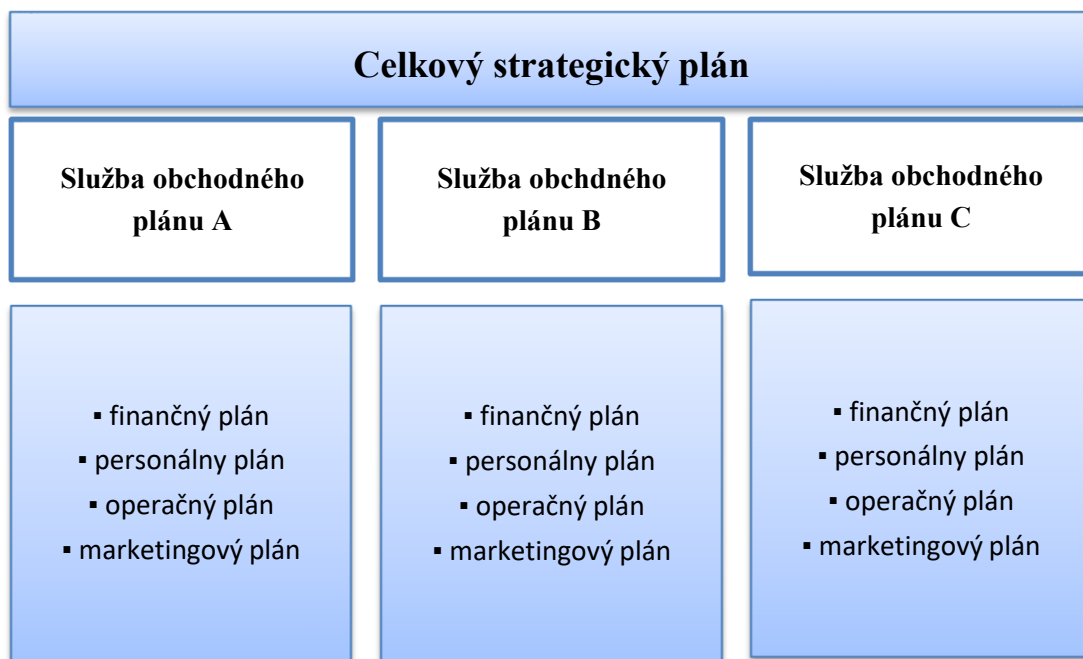 Celkový strategický plán
Služba obchodného
plánu A
Služba obchdného
plánu B
Služba obchodného
plánu C
▪ finančný plán
▪ personálny plán
▪ operačný plán
▪ marketingový plán
▪ finančný plán
▪ personálny plán
▪ operačný plán
▪ marketingový plán
▪ finančný plán
▪ personálny plán
▪ operačný plán
▪ marketingový plán